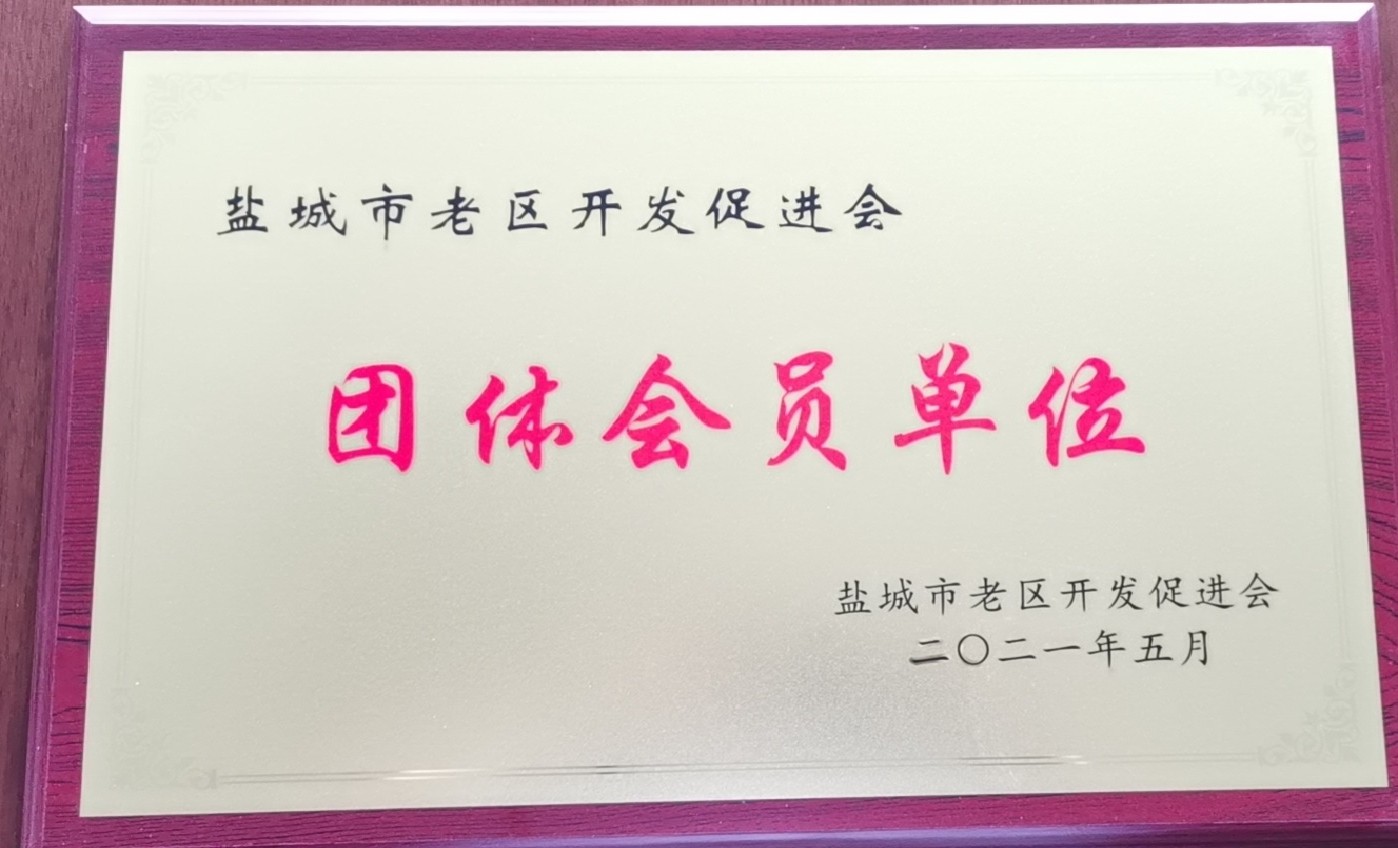 盐城市老区开发促进会
团体会员单位
盐城市老区开发促进会
二〇二一年五月